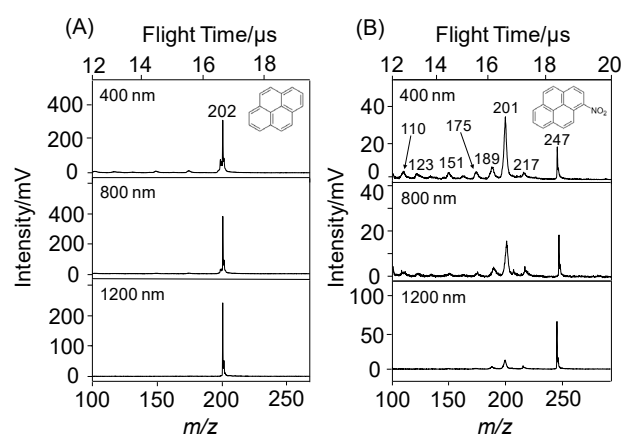 (A)
Flight Time/µs
12 14 16 18
400 nm
202
400
200
0
800 nm
400
200
0
1200 nm
200
100
0
Intensity/mV
100 150 200 250
m/z
(B)
Flight Time/µs
12 14 16 18 20
400 nm
201
NO₂
110
175
247
123 151 189 217
40
20
0
800 nm
40
20
0
1200 nm
100
50
0
Intensity/mV
100 150 200 250
m/z